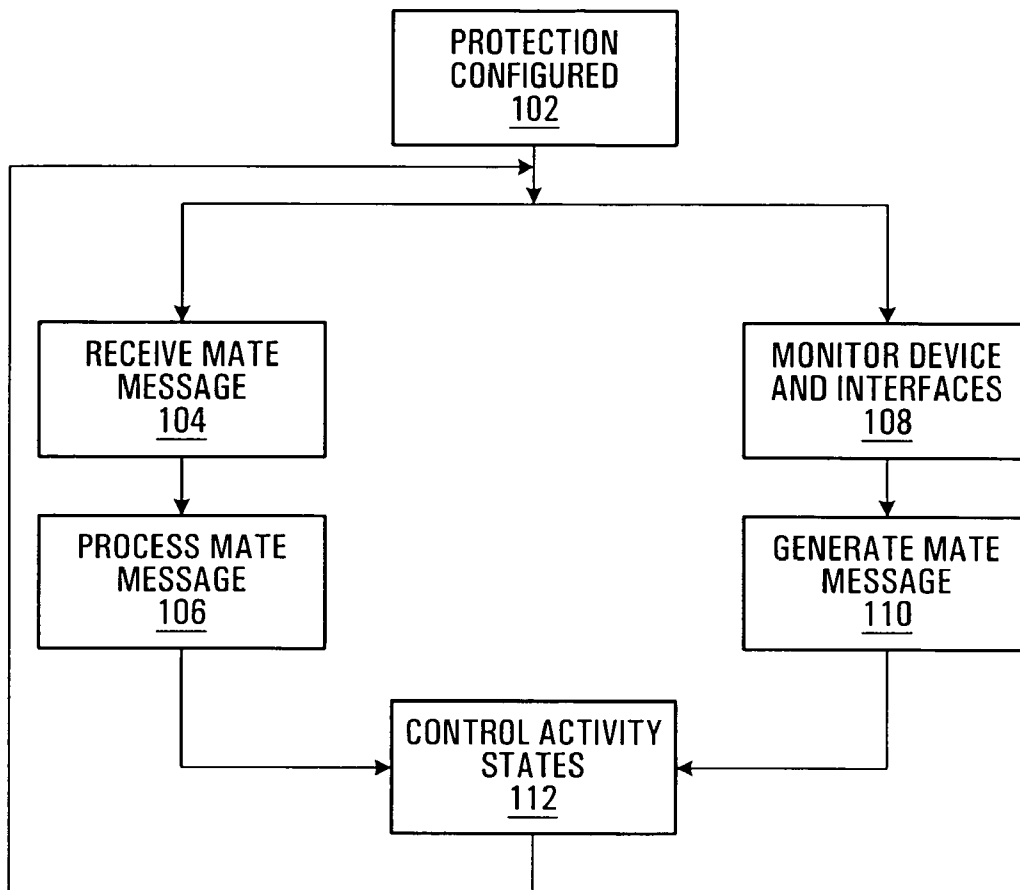 PROTECTION
CONFIGURED
102
RECEIVE MATE
MESSAGE
104
MONITOR DEVICE
AND INTERFACES
108
PROCESS MATE
MESSAGE
106
GENERATE MATE
MESSAGE
110
CONTROL ACTIVITY
STATES
112